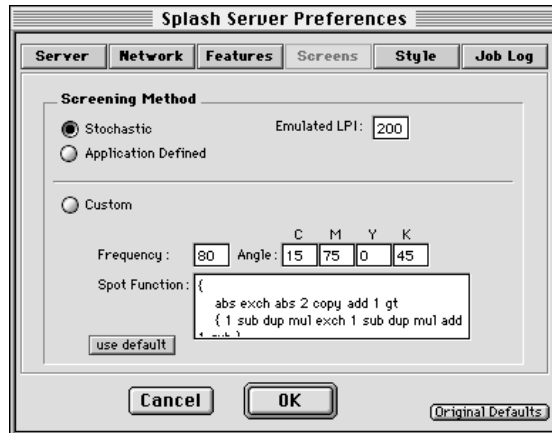 Splash Server Preferences
Server Network Features Screens Style Job Log
Screening Method
Stochastic Emulated LPI: 200
Application Defined
Custom
C M Y K
Frequency: 80 Angle: 15 75 0 45
Spot Function: {
abs exch abs 2 copy add 1 gt
{ 1 sub dup mul exch 1 sub dup mul add
use default
Cancel OK
Original Defaults